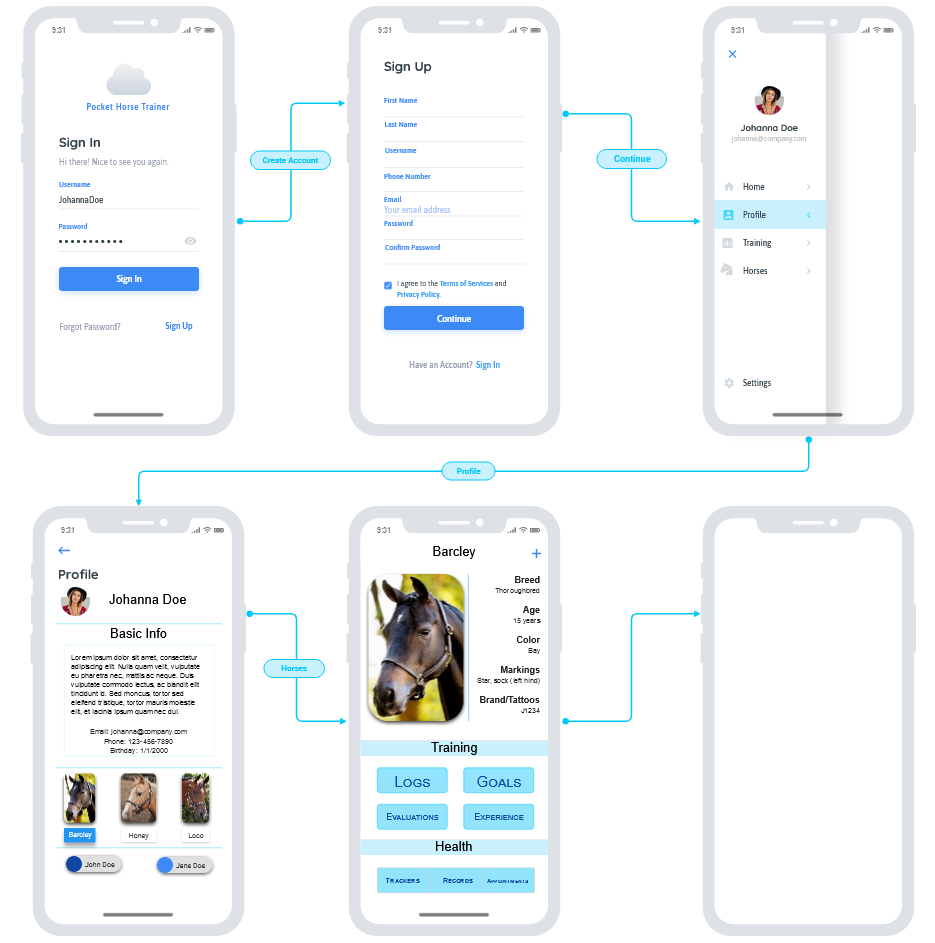 9:31
Pocket Horse Trainer
Sign In
Hi there! Nice to see you again.
Username
JohannaDoe
Password
Sign In
Forgot Password?
Sign Up
Create Account
9:31
Sign Up
First Name
Last Name
Username
Phone Number
Email
Your email address
Password
Confirm Password
I agree to the Terms of Services and
Privacy Policy.
Continue
Have an Account? Sign In
Continue
9:31
Johanna Doe
johanna@company.com
Home
Profile
Training
Horses
Settings
Profile
9:31
Profile
Johanna Doe
Basic Info
Lorem ipsum dolor sit amet, consectetur
adipiscing elit. Nulla quam velit, vulputate
eu pharetra nec, mattis ac neque. Duis
vulputate commodo lectus, ac blandit elit
tincidunt id. Sed rhoncus, tortor sed
eleifend tristique, tortor mauris molestie
elit, et lacinia ipsum quam nec dui.
Email: johanna@company.com
Phone: 123-456-7890
Birthday: 1/1/2000
Barcley
Honey
Loco
John Doe
Jane Doe
Horses
9:31
Barcley
Breed
Thoroughbred
Age
15 years
Color
Bay
Markings
Star, sock (left hind)
Brand/Tattoos
J1234
Training
Logs
Goals
Evaluations
Experience
Health
Trackers
Records
Appointments